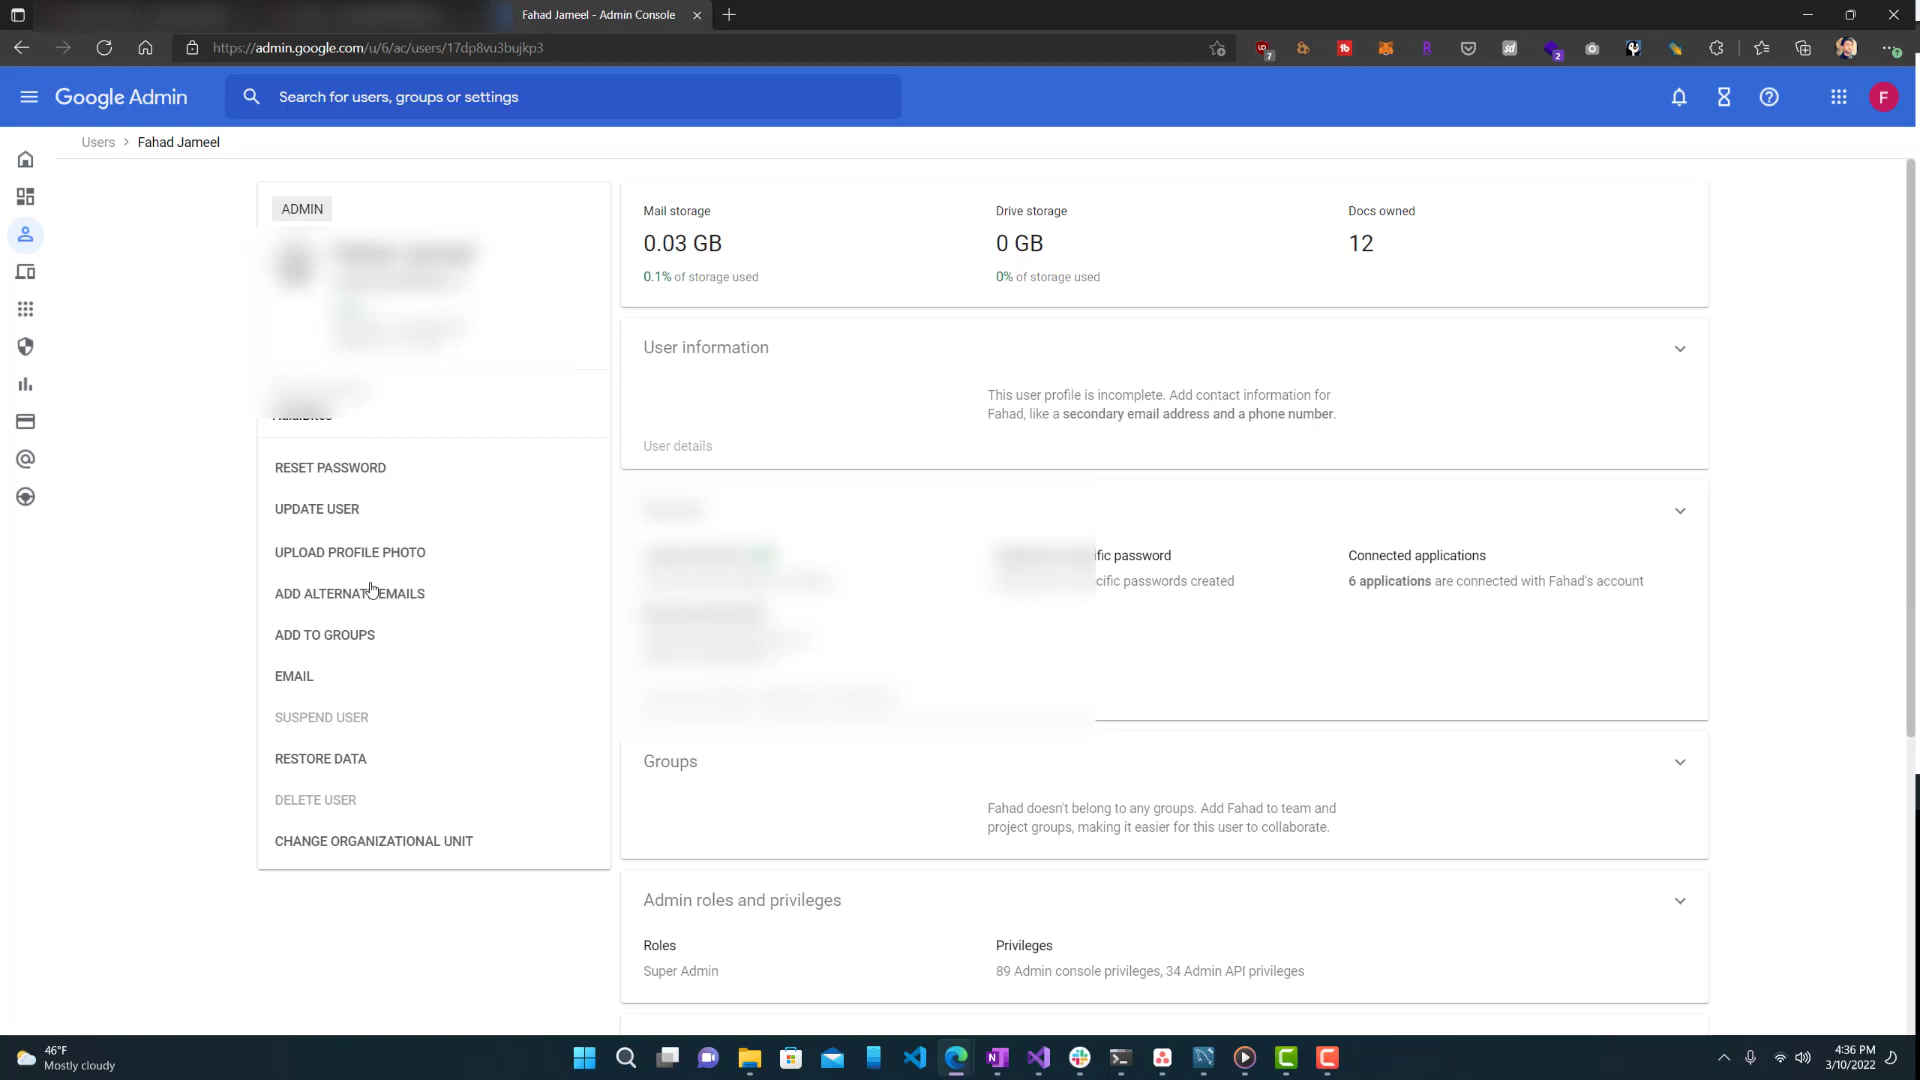 Fahad Jameel - Admin Console
https://admin.google.com/u/6/ac/users/17dp8vu3bujkp3
7
2
Google Admin
Search for users, groups or settings
F
Users > Fahad Jameel
ADMIN
RESET PASSWORD
UPDATE USER
UPLOAD PROFILE PHOTO
ADD ALTERNATE EMAILS
ADD TO GROUPS
EMAIL
SUSPEND USER
RESTORE DATA
DELETE USER
CHANGE ORGANIZATIONAL UNIT
Mail storage
0.03 GB
0.1% of storage used
Drive storage
0 GB
0% of storage used
Docs owned
12
User information
This user profile is incomplete. Add contact information for
Fahad, like a secondary email address and a phone number.
User details
password
passwords created
Connected applications
6 applications are connected with Fahad's account
Groups
Fahad doesn't belong to any groups. Add Fahad to team and
project groups, making it easier for this user to collaborate.
Admin roles and privileges
Roles
Super Admin
Privileges
89 Admin console privileges, 34 Admin API privileges
46°F
Mostly cloudy
4:36 PM
3/10/2022